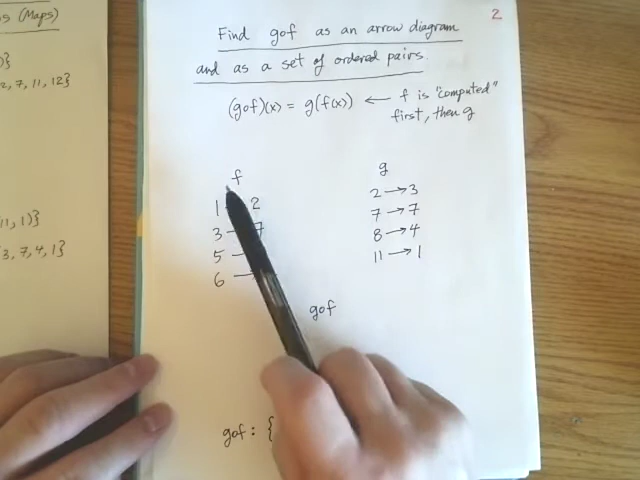 s (Maps)
)}
2, 7, 11, 12}
11, 1)}
3, 7, 4, 1}
2
Find gof as an arrow diagram
and as a set of ordered pairs.
(gof)(x) = g(f(x)) ← f is "computed"
first, then g
f
1 2
3 – 7
5 –
6 –
g
2 → 3
7 → 7
8 → 4
11 → 1
gof
gof: {